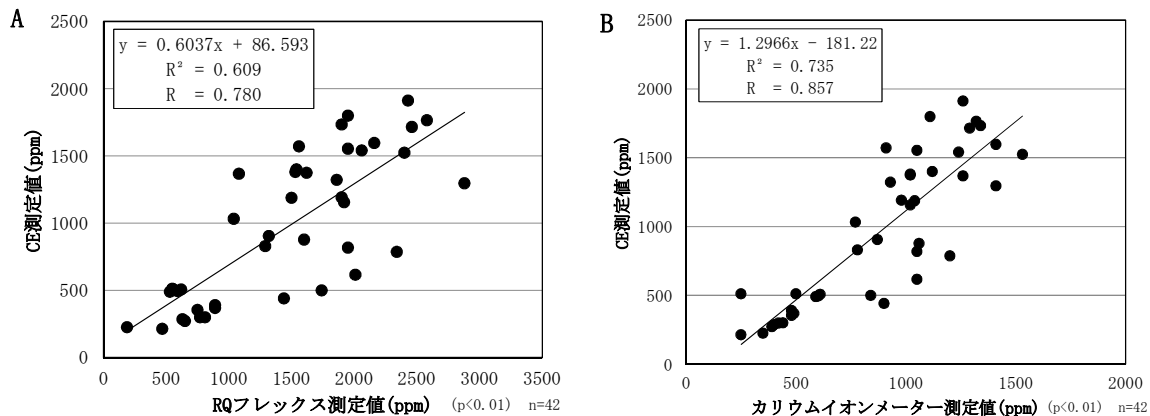 A
2500
2000
1500
1000
500
0
CE測定値(ppm)
y = 0.6037x + 86.593
R² = 0.609
R = 0.780
0 500 1000 1500 2000 2500 3000 3500
RQフレックス測定値(ppm) (p<0.01) n=42
B
2500
2000
1500
1000
500
0
CE測定値(ppm)
y = 1.2966x − 181.22
R² = 0.735
R = 0.857
0 500 1000 1500 2000
カリウムイオンメーター測定値(ppm) (p<0.01) n=42